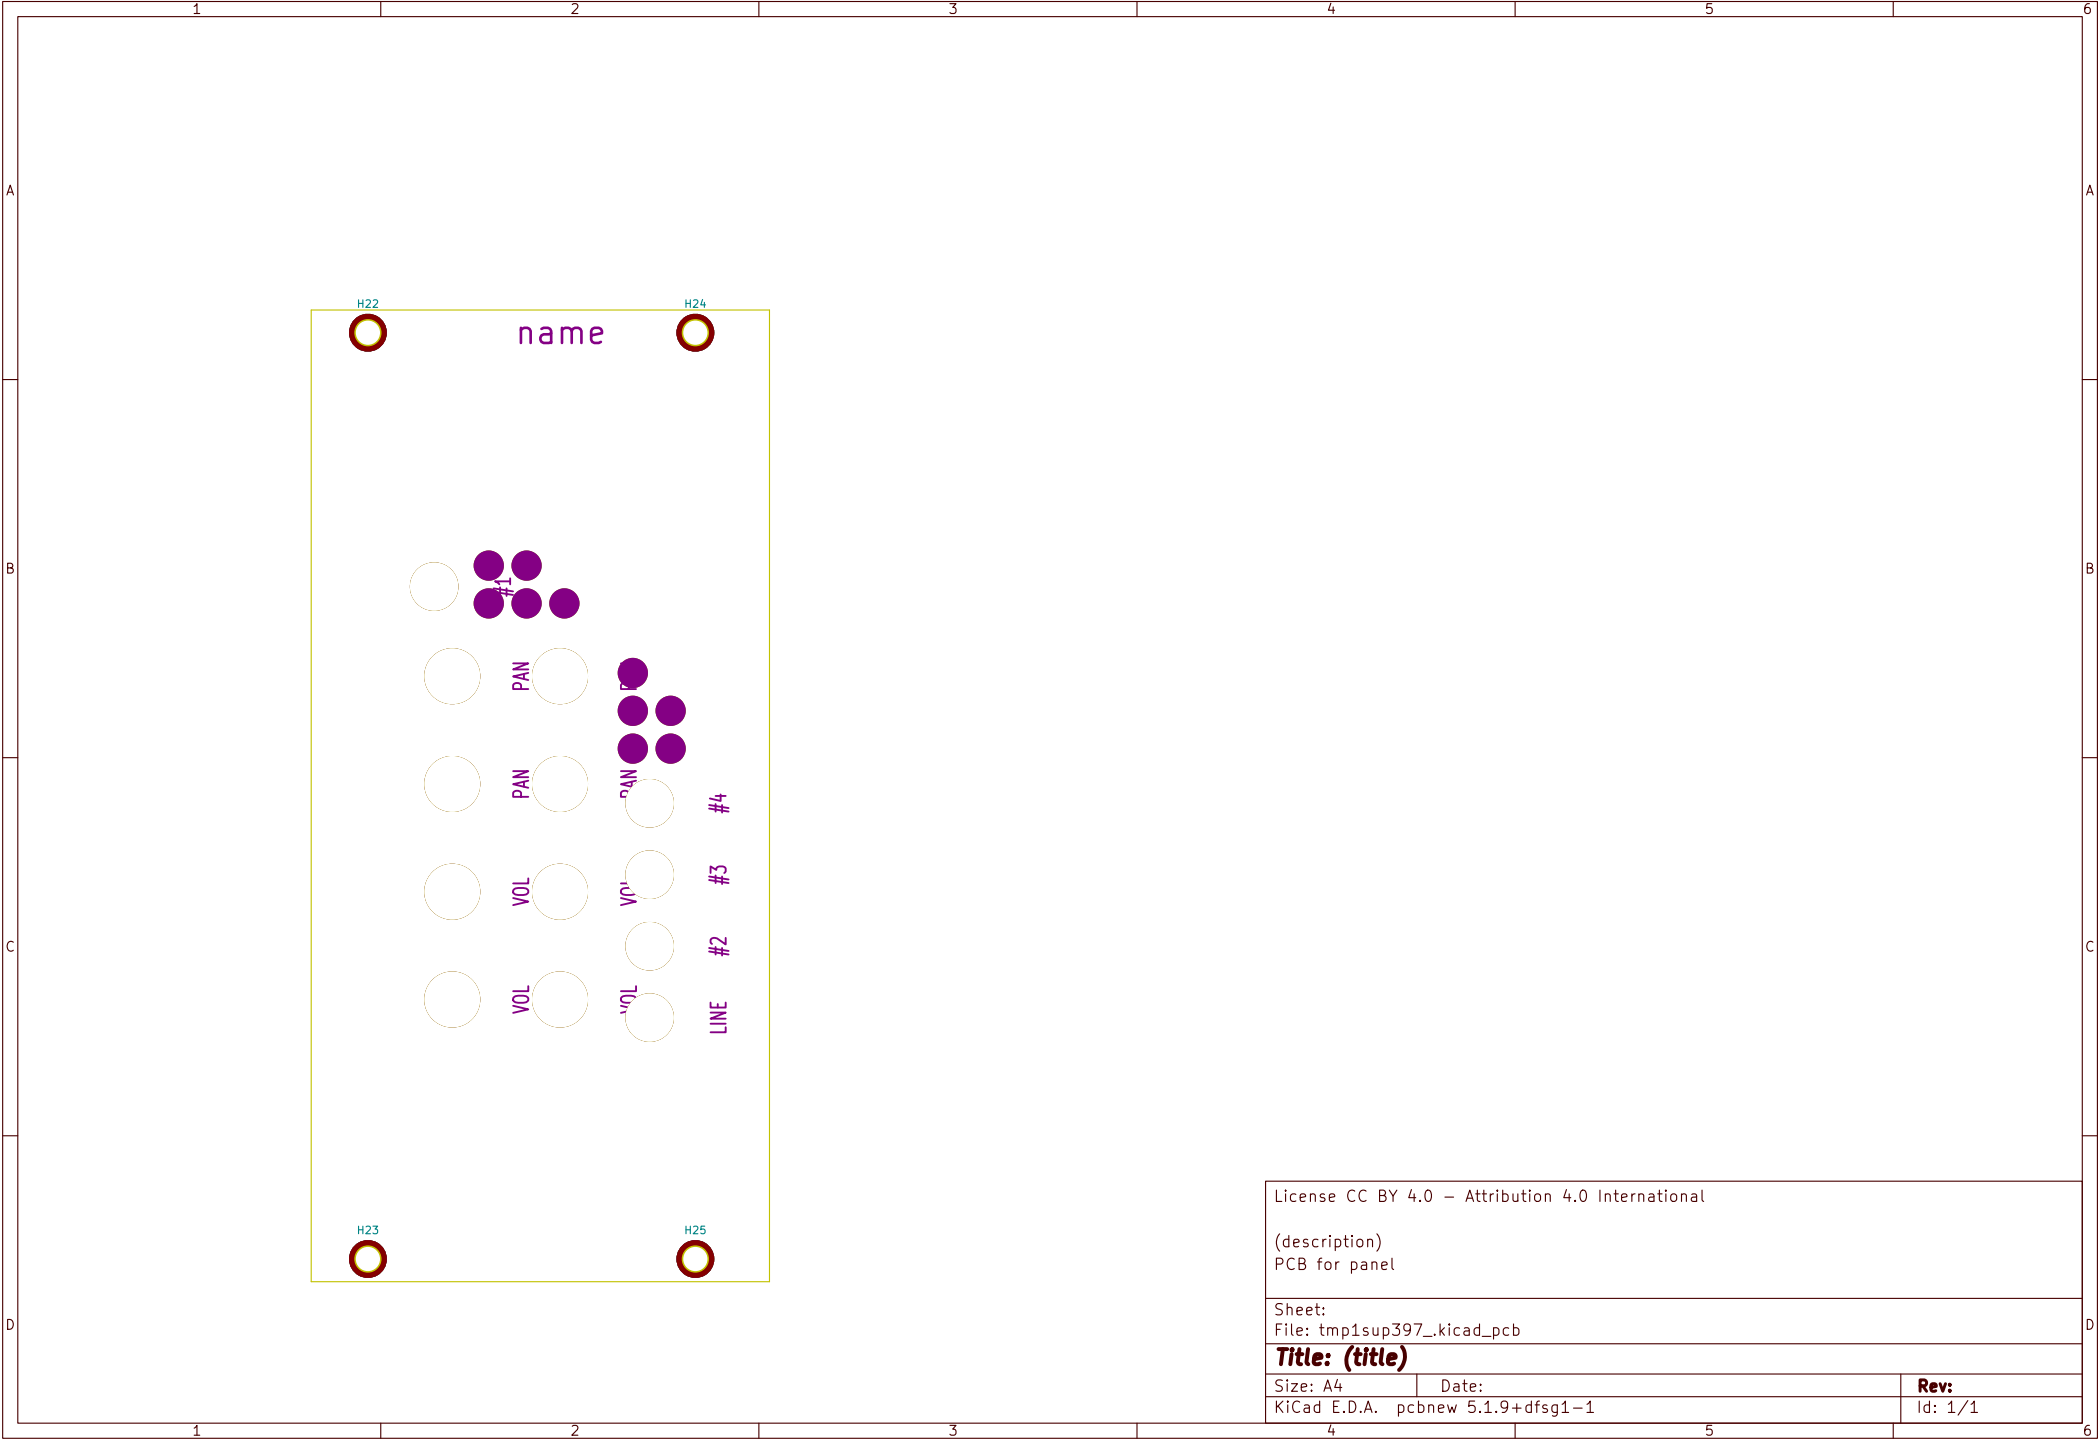 1 2 3 4 5 6
A A
H22 H24
name
B B
#1
PAN
PAN PAN
#4
VOL VOL
#3
C C
#2
VOL VOL
LINE
License CC BY 4.0 – Attribution 4.0 International
H23 H25
(description)
PCB for panel
Sheet:
D D
File: tmp1sup397_.kicad_pcb
Title: (title)
Size: A4 Date: Rev:
KiCad E.D.A. pcbnew 5.1.9+dfsg1-1 Id: 1/1
1 2 3 4 5 6